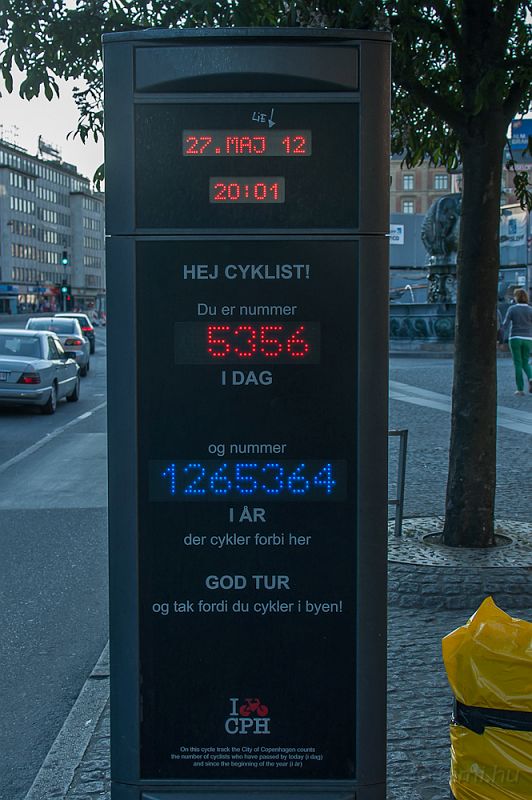 LIE
27.MAJ 12
20:01
HEJ CYKLIST!
Du er nummer
5356
I DAG
og nummer
1265364
I ÅR
der cykler forbi her
GOD TUR
og tak fordi du cykler i byen!
I
CPH
On this cycle track the City of Copenhagen counts
the number of cyclists who have passed by today (i dag)
and since the beginning of the year (i år)